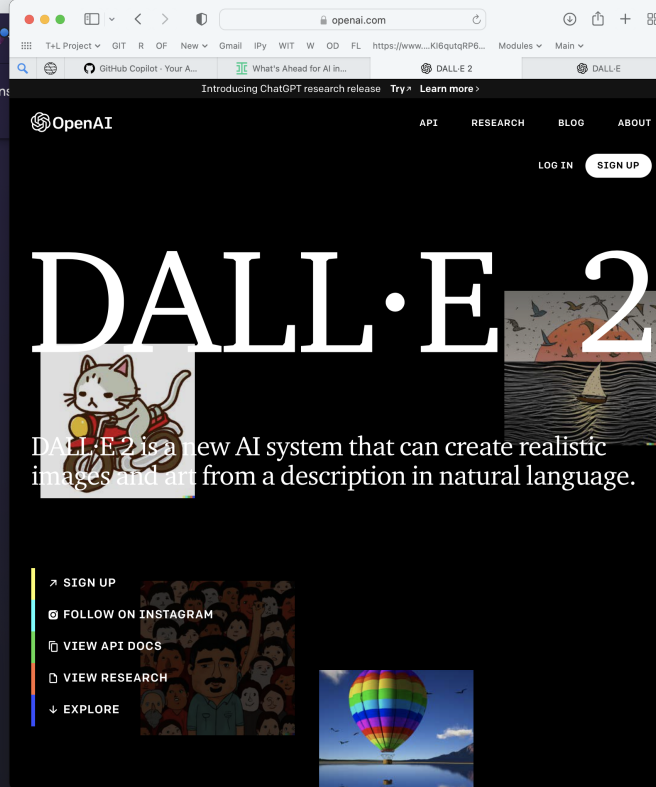 openai.com
T+L Project GIT R OF New Gmail IPy WIT W OD FL https://www....KI6qutqRP6... Modules Main
GitHub Copilot · Your A... What's Ahead for AI in... DALL·E 2 DALL·E
Introducing ChatGPT research release Try↗ Learn more >
OpenAI API RESEARCH BLOG ABOUT
LOG IN SIGN UP
DALL·E 2
DALL·E 2 is a new AI system that can create realistic
images and art from a description in natural language.
↗ SIGN UP
FOLLOW ON INSTAGRAM
VIEW API DOCS
VIEW RESEARCH
↓ EXPLORE